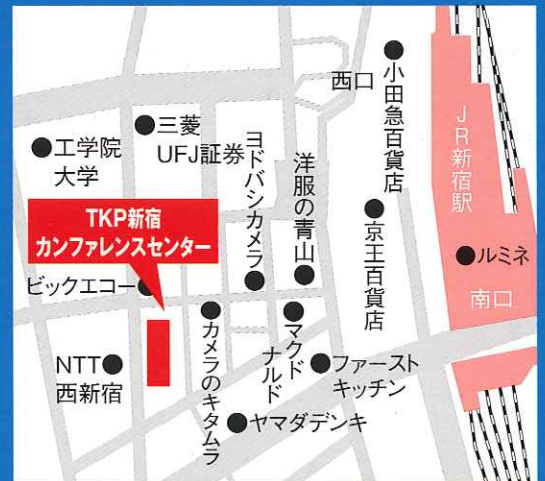 西口
小田急百貨店
JR新宿駅
三菱
UFJ証券
工学院
大学
ヨドバシカメラ
洋服の青山
TKP新宿
カンファレンスセンター
京王百貨店
ルミネ
南口
ビックエコー
カメラのキタムラ
マクド
ナルド
NTT
西新宿
ファースト
キッチン
ヤマダデンキ